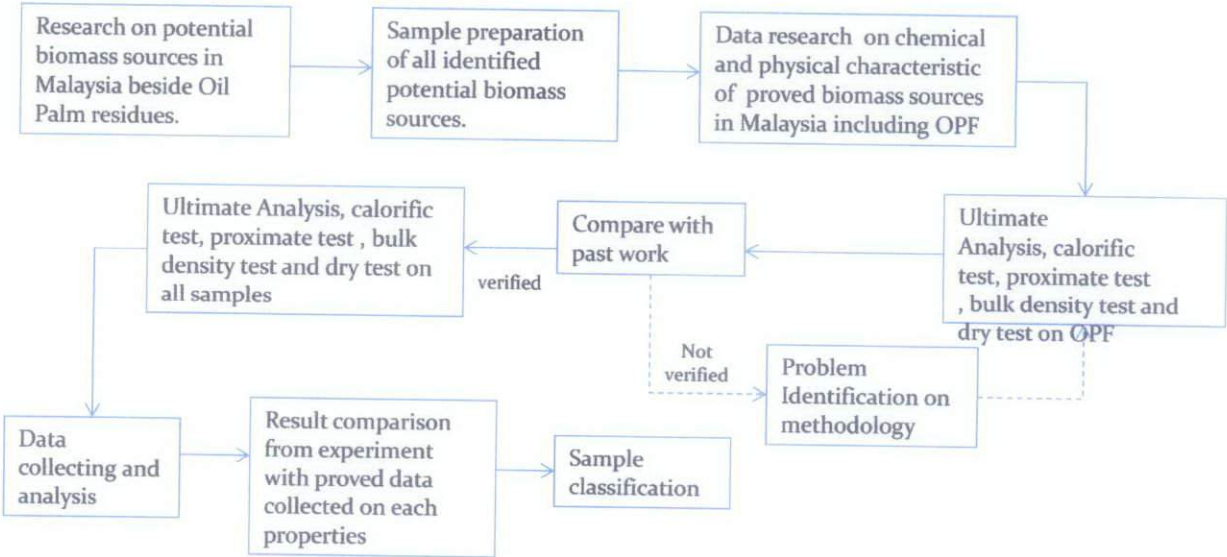 Research on potential
biomass sources in
Malaysia beside Oil
Palm residues.
Sample preparation
of all identified
potential biomass
sources.
Data research on chemical
and physical characteristic
of proved biomass sources
in Malaysia including OPF
Ultimate
Analysis, calorific
test, proximate test
, bulk density test and
dry test on OPF
Compare with
past work
verified
Not
verified
Problem
Identification on
methodology
Ultimate Analysis, calorific
test, proximate test , bulk
density test and dry test on
all samples
Data
collecting and
analysis
Result comparison
from experiment
with proved data
collected on each
properties
Sample
classification